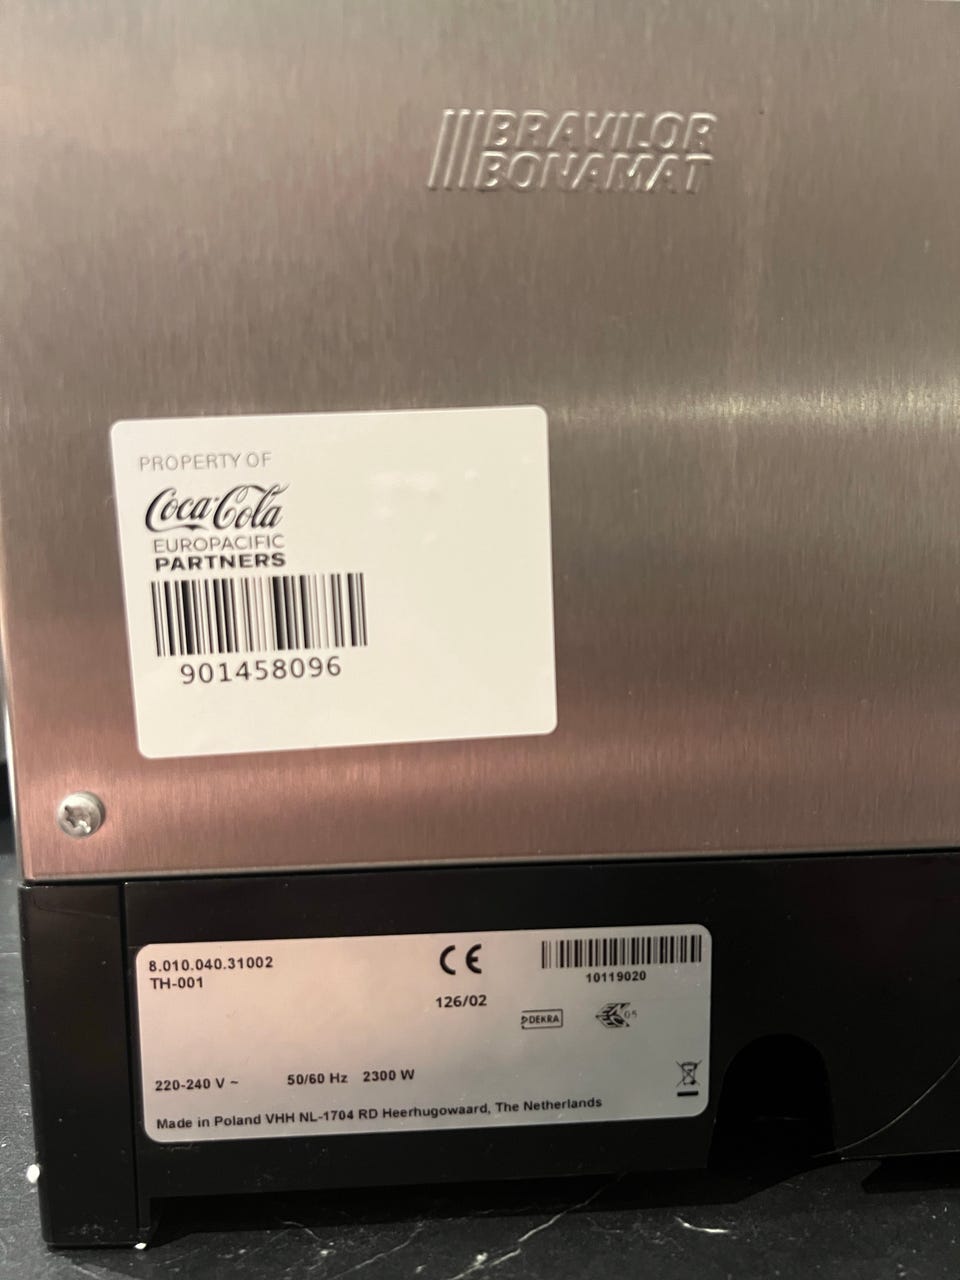 BRAVILOR
BONAMAT
PROPERTY OF
Coca-Cola
EUROPACIFIC
PARTNERS
901458096
8.010.040.31002
TH-001
CE
126/02
10119020
DEKRA
05
220-240 V ~ 50/60 Hz 2300 W
Made in Poland VHH NL-1704 RD Heerhugowaard, The Netherlands